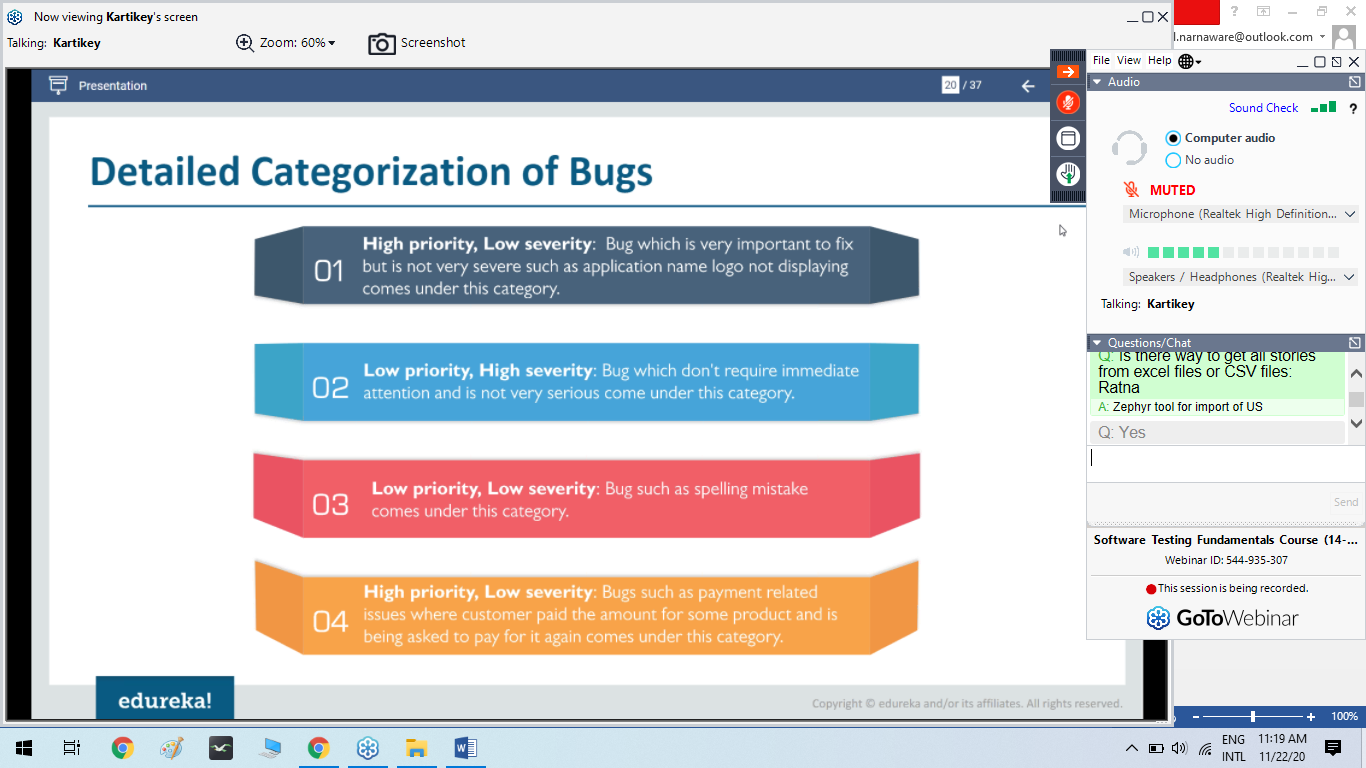 Now viewing Kartikey's screen
Talking: Kartikey
Zoom: 60%
Screenshot
Presentation
20 / 37
Detailed Categorization of Bugs
01
High priority, Low severity: Bug which is very important to fix
but is not very severe such as application name logo not displaying
comes under this category.
02
Low priority, High severity: Bug which don't require immediate
attention and is not very serious come under this category.
03
Low priority, Low severity: Bug such as spelling mistake
comes under this category.
04
High priority, Low severity: Bugs such as payment related
issues where customer paid the amount for some product and is
being asked to pay for it again comes under this category.
edureka!
Copyright © edureka and/or its affiliates. All rights reserved.
l.narnaware@outlook.com
File View Help
Audio
Sound Check
?
Computer audio
No audio
MUTED
Microphone (Realtek High Definition...
Speakers / Headphones (Realtek Hig...
Talking: Kartikey
Questions/Chat
Q: Is there way to get all stories
from excel files or CSV files:
Ratna
A: Zephyr tool for import of US
Q: Yes
Send
Software Testing Fundamentals Course (14-...
Webinar ID: 544-935-307
This session is being recorded.
GoToWebinar
100%
ENG
INTL
11:19 AM
11/22/20